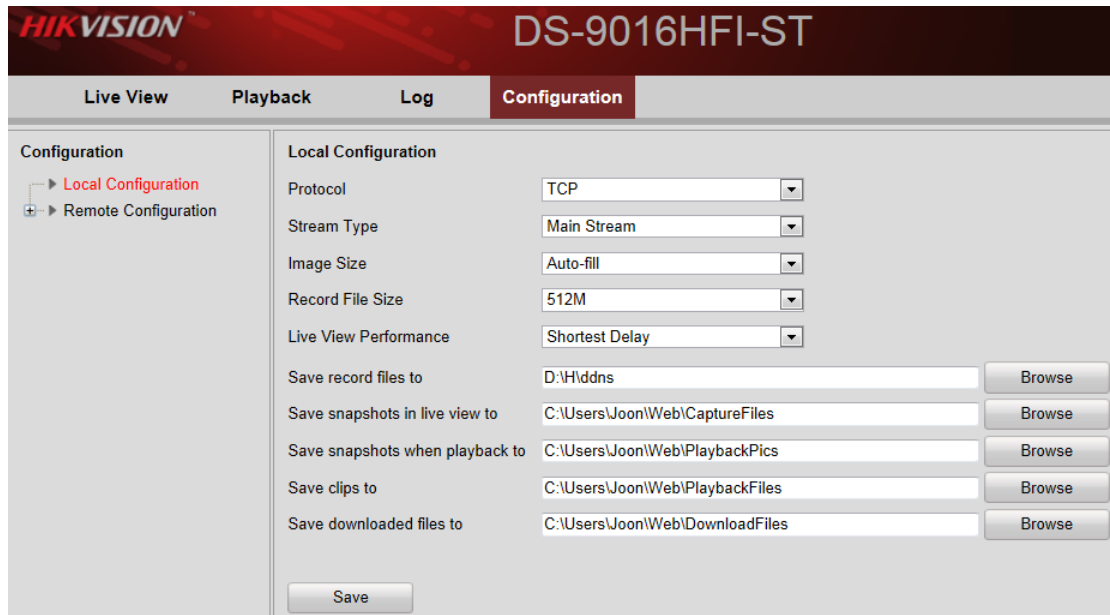 HIKVISION™ DS-9016HFI-ST
Live View Playback Log Configuration
Configuration
Local Configuration
Remote Configuration
Local Configuration
Protocol TCP
Stream Type Main Stream
Image Size Auto-fill
Record File Size 512M
Live View Performance Shortest Delay
Save record files to D:\H\ddns Browse
Save snapshots in live view to C:\Users\Joon\Web\CaptureFiles Browse
Save snapshots when playback to C:\Users\Joon\Web\PlaybackPics Browse
Save clips to C:\Users\Joon\Web\PlaybackFiles Browse
Save downloaded files to C:\Users\Joon\Web\DownloadFiles Browse
Save